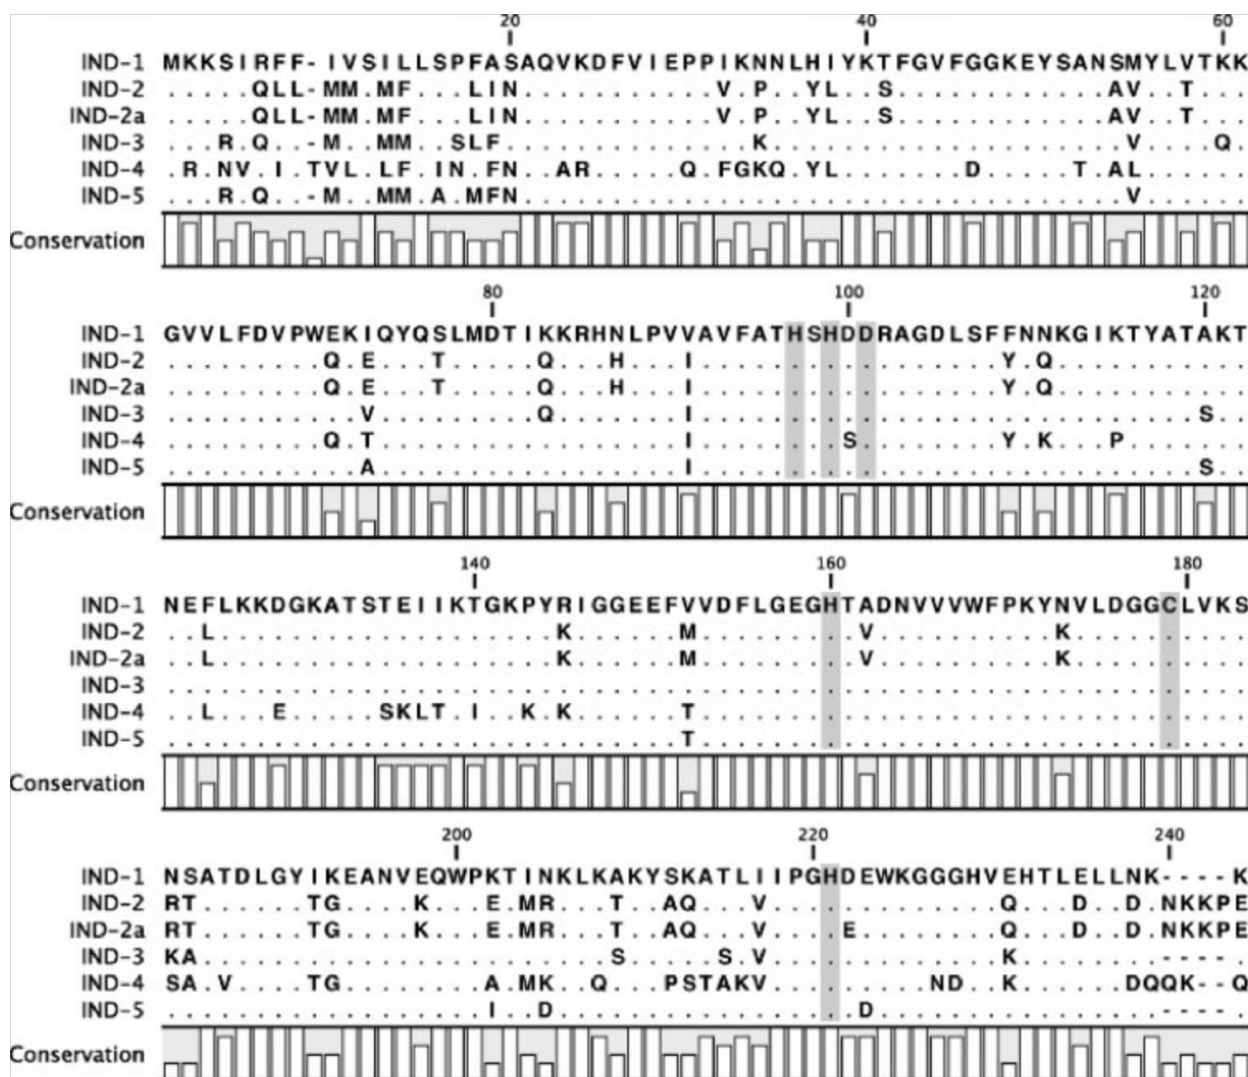 20 40 60
IND-1 MKKSIRFF-IVSILLSPFASAQVKDFVIEPPIKNNLHIYKTFGVFGGKEYSANSMYLVTKK
IND-2 .....QLL-MM.MF...LIN...........V.P..YL..S............AV..T...
IND-2a .....QLL-MM.MF...LIN...........V.P..YL..S............AV..T...
IND-3 ...R.Q..-M..MM..SLF..............K....................V....Q.
IND-4 .R.NV.I.TVL.LF.IN.FN..AR.....Q.FGKQ.YL.......D.....T.AL......
IND-5 ...R.Q..-M..MM.A.MFN..................................V......
Conservation
80 100 120
IND-1 GVVLFDVPWEKIQYQSLMDTIKKRHNLPVVAVFATHSHDDRAGDLSFFNNKGIKTYATAKT
IND-2 .........Q.E...T.....Q...H...I.................Y.Q...........
IND-2a .........Q.E...T.....Q...H...I.................Y.Q...........
IND-3 ...........V.........Q.......I............................S..
IND-4 .........Q.T.................I........S........Y.K...P.......
IND-5 ...........A.................I............................S..
Conservation
140 160 180
IND-1 NEFLKKDGKATSTEIIKTGKPYRIGGEEFVVDFLGEGHTADNVVVWFPKYNVLDGGCLVKS
IND-2 ..L...................K......M.........V..........K..........
IND-2a ..L...................K......M.........V..........K..........
IND-3 .............................................................
IND-4 ..L...E.....SKLT.I..K.K......T...............................
IND-5 .............................T...............................
Conservation
200 220 240
IND-1 NSATDLGYIKEANVEQWPKTINKLKAKYSKATLIIPGHDEWKGGGHVEHTLELLNK----K
IND-2 RT......TG....K...E.MR...T..AQ...V.............Q...D..D.NKKPE
IND-2a RT......TG....K...E.MR...T..AQ...V....E........Q...D..D.NKKPE
IND-3 KA.......................S.....S.V.............K........----.
IND-4 SA.V....TG........A.MK..Q...PSTAKV.........ND..K......DQQK--Q
IND-5 ..................I..D.................D................----.
Conservation